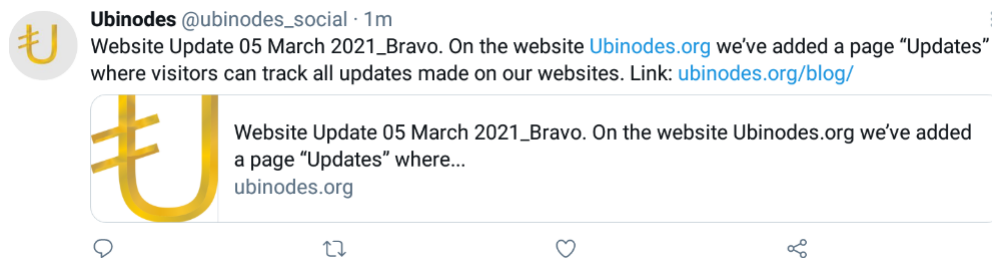 Ubinodes @ubinodes_social · 1m
Website Update 05 March 2021_Bravo. On the website Ubinodes.org we’ve added a page “Updates”
where visitors can track all updates made on our websites. Link: ubinodes.org/blog/
Website Update 05 March 2021_Bravo. On the website Ubinodes.org we’ve added
a page “Updates” where...
ubinodes.org